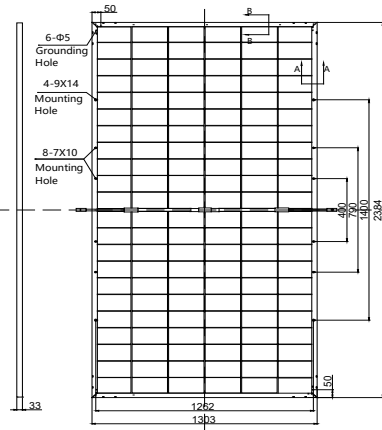 50
B
B
6-Φ5
Grounding
Hole
A
A
4-9X14
Mounting
Hole
8-7X10
Mounting
Hole
400
790
1400
2384
50
33
1262
1303